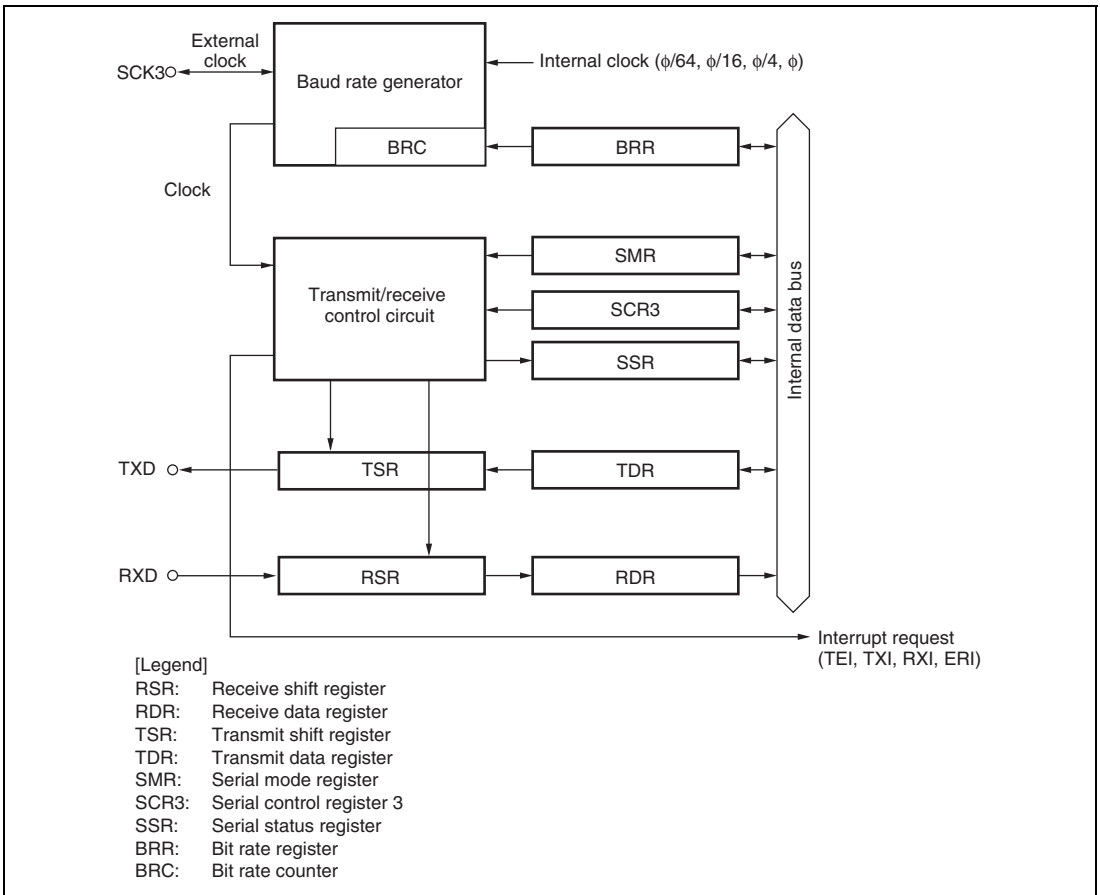 External
clock
SCK3
Baud rate generator
Internal clock (ϕ/64, ϕ/16, ϕ/4, ϕ)
BRC
BRR
Clock
SMR
Transmit/receive
control circuit
SCR3
SSR
Internal data bus
TXD
TSR
TDR
RXD
RSR
RDR
Interrupt request
(TEI, TXI, RXI, ERI)
[Legend]
RSR: Receive shift register
RDR: Receive data register
TSR: Transmit shift register
TDR: Transmit data register
SMR: Serial mode register
SCR3: Serial control register 3
SSR: Serial status register
BRR: Bit rate register
BRC: Bit rate counter